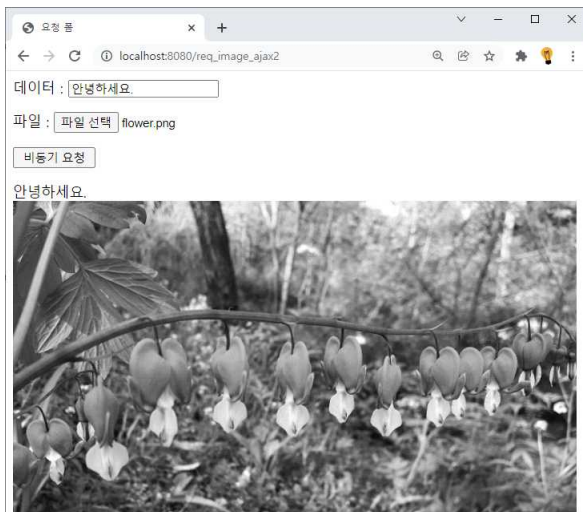 요청 폼
localhost:8080/req_image_ajax2
데이터 : 안녕하세요.
파일 : 파일 선택 flower.png
비동기 요청
안녕하세요.